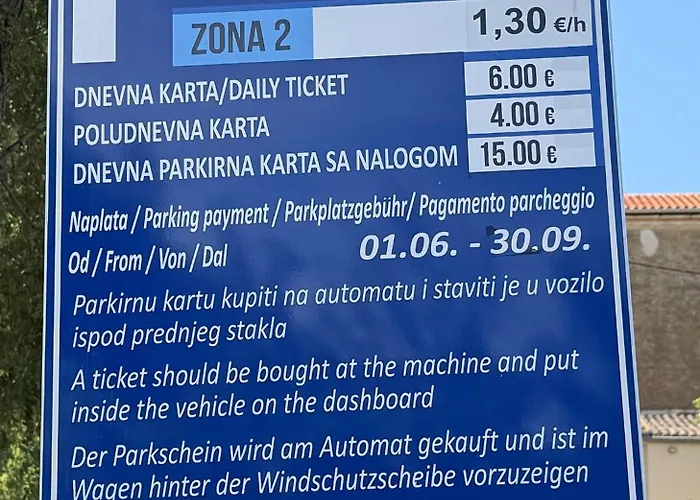 ZONA 2 1,30 €/h
DNEVNA KARTA/DAILY TICKET 6.00 €
POLUDNEVNA KARTA 4.00 €
DNEVNA PARKIRNA KARTA SA NALOGOM 15.00 €
Naplata / Parking payment / Parkplatzgebühr/ Pagamento parcheggio
Od / From / Von / Dal 01.06. - 30.09.
Parkirnu kartu kupiti na automatu i staviti je u vozilo
ispod prednjeg stakla
A ticket should be bought at the machine and put
inside the vehicle on the dashboard
Der Parkschein wird am Automat gekauft und ist im
Wagen hinter der Windschutzscheibe vorzuzeigen